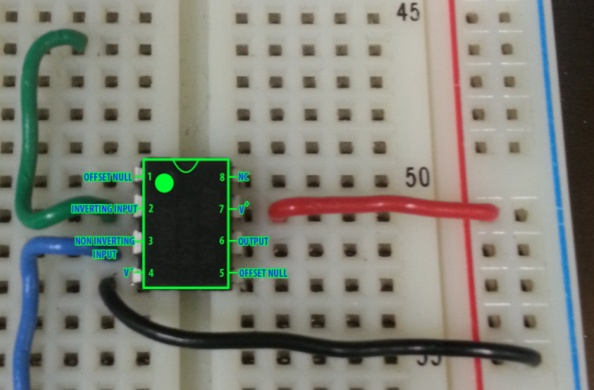 45
50
OFFSET NULL 1 8 NC
INVERTING INPUT 2 7 V+
NON INVERTING 3 6 OUTPUT
INPUT
V- 4 5 OFFSET NULL
55